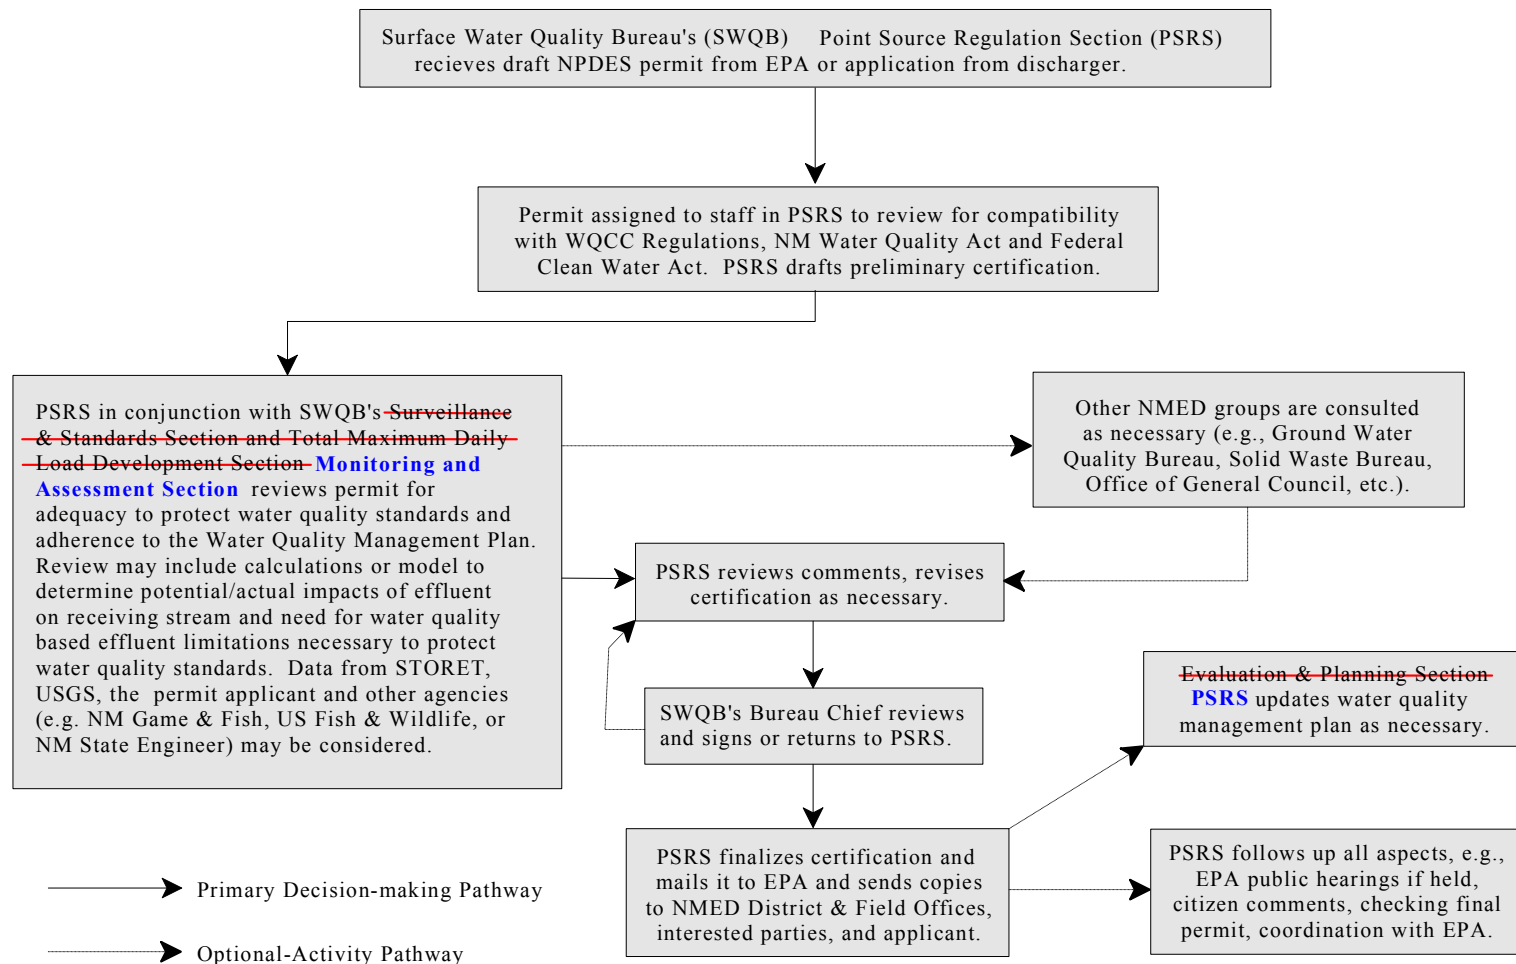 Surface Water Quality Bureau's (SWQB) Point Source Regulation Section (PSRS)
recieves draft NPDES permit from EPA or application from discharger.
Permit assigned to staff in PSRS to review for compatibility
with WQCC Regulations, NM Water Quality Act and Federal
Clean Water Act. PSRS drafts preliminary certification.
PSRS in conjunction with SWQB's Surveillance
& Standards Section and Total Maximum Daily
Load Development Section Monitoring and
Assessment Section reviews permit for
adequacy to protect water quality standards and
adherence to the Water Quality Management Plan.
Review may include calculations or model to
determine potential/actual impacts of effluent
on receiving stream and need for water quality
based effluent limitations necessary to protect
water quality standards. Data from STORET,
USGS, the permit applicant and other agencies
(e.g. NM Game & Fish, US Fish & Wildlife, or
NM State Engineer) may be considered.
Other NMED groups are consulted
as necessary (e.g., Ground Water
Quality Bureau, Solid Waste Bureau,
Office of General Council, etc.).
PSRS reviews comments, revises
certification as necessary.
SWQB's Bureau Chief reviews
and signs or returns to PSRS.
Evaluation & Planning Section
PSRS updates water quality
management plan as necessary.
PSRS finalizes certification and
mails it to EPA and sends copies
to NMED District & Field Offices,
interested parties, and applicant.
PSRS follows up all aspects, e.g.,
EPA public hearings if held,
citizen comments, checking final
permit, coordination with EPA.
Primary Decision-making Pathway
Optional-Activity Pathway